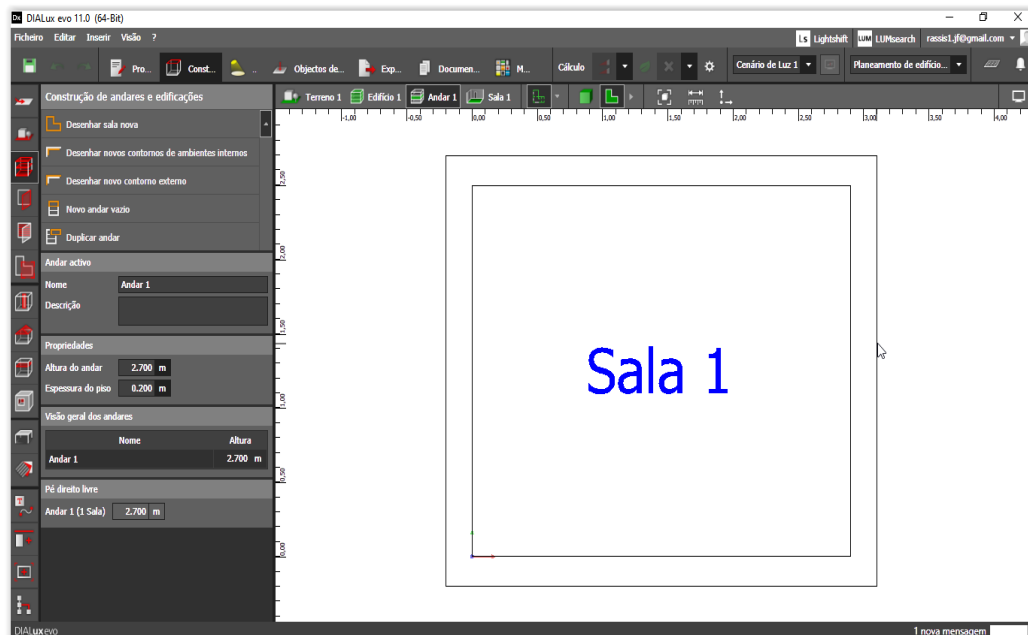 Dx DIALux evo 11.0 (64-Bit)
Ficheiro Editar Inserir Visão ?
Ls Lightshift LUM LUMsearch rassis1.jf@gmail.com
Pro... Const... .. Objectos de... Exp... Documen... M... Cálculo Cenário de Luz 1 Planeamento de edifício...
Construção de andares e edificações
Terreno 1 Edifício 1 Andar 1 Sala 1
Desenhar sala nova
Desenhar novos contornos de ambientes internos
Desenhar novo contorno externo
Novo andar vazio
Duplicar andar
Andar activo
Nome Andar 1
Descrição
Propriedades
Altura do andar 2.700 m
Espessura do piso 0.200 m
Visão geral dos andares
Nome Altura
Andar 1 2.700 m
Pé direito livre
Andar 1 (1 Sala) 2.700 m
-1,00 -0,50 0,00 0,50 1,00 1,50 2,00 2,50 3,00 3,50 4,00
2,50
2,00
1,50
1,00
0,50
0,00
Sala 1
DIALux evo
1 nova mensagem